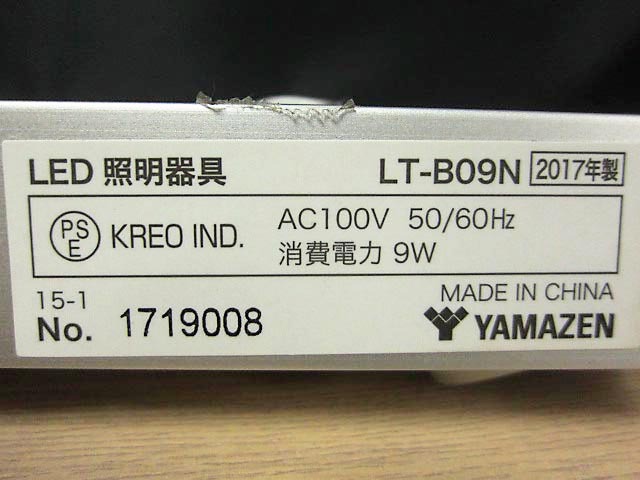 LED 照明器具 LT-B09N 2017年製
PSE KREO IND. AC100V 50/60Hz
消費電力 9W
15-1 MADE IN CHINA
No. 1719008 YAMAZEN